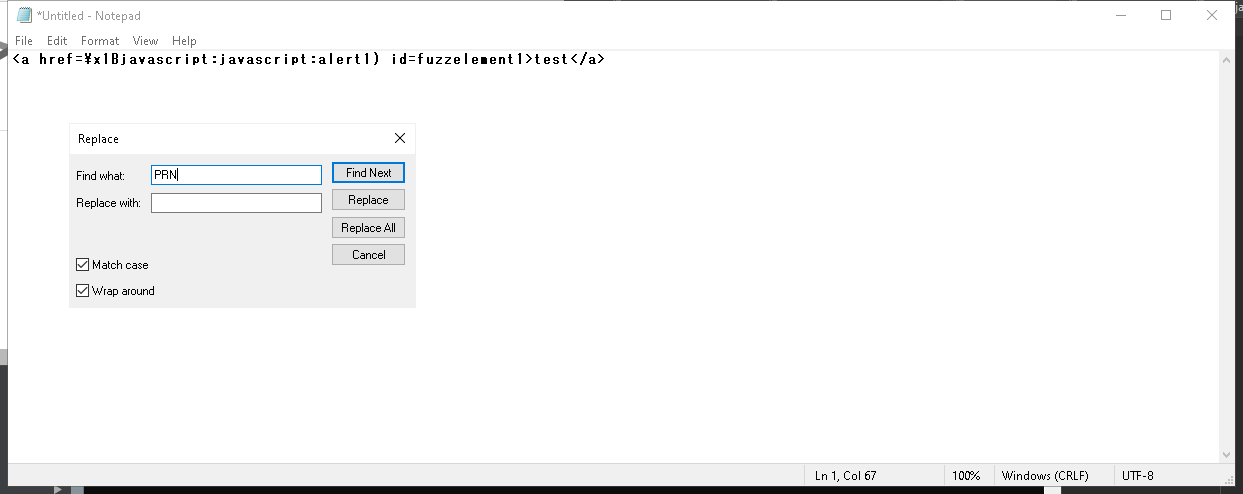 *Untitled - Notepad
File Edit Format View Help
<a href=¥x1Bjavascript:javascript:alert1) id=fuzzelement1>test</a>
Replace
Find what: PRN Find Next
Replace with: Replace
Replace All
Cancel
Match case
Wrap around
Ln 1, Col 67 100% Windows (CRLF) UTF-8